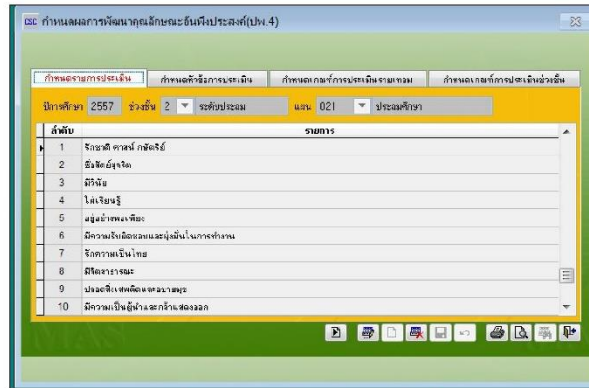 CSC กำหนดผลการพัฒนาคุณลักษณะอันพึงประสงค์(ปพ.4)
กำหนดรายการประเมิน กำหนดหัวข้อการประเมิน กำหนดเกณฑ์การประเมินรายเทอม กำหนดเกณฑ์การประเมินช่วงชั้น
ปีการศึกษา 2557 ช่วงชั้น 2 ระดับประถม แผน 021 ประถมศึกษา
ลำดับ รายการ
1 รักชาติ ศาสน์ กษัตริย์
2 ซื่อสัตย์สุจริต
3 มีวินัย
4 ใฝ่เรียนรู้
5 อยู่อย่างพอเพียง
6 มีความรับผิดชอบและมุ่งมั่นในการทำงาน
7 รักความเป็นไทย
8 มีจิตสาธารณะ
9 ปลอดสิ่งเสพติดและอบายมุข
10 มีความเป็นผู้นำและกล้าแสดงออก
MAS